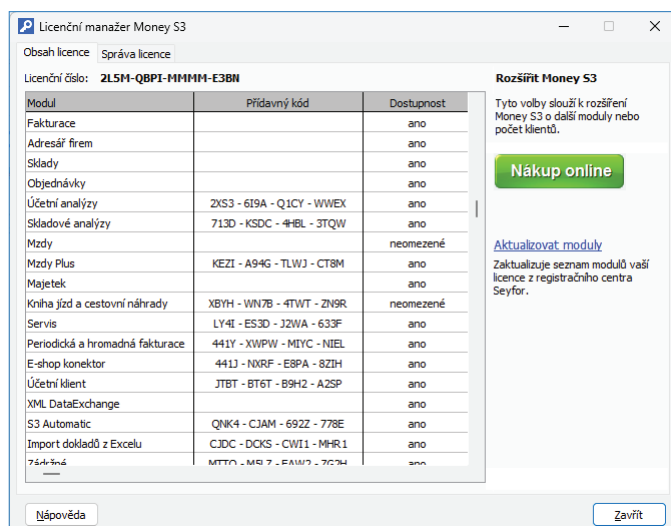 Licenční manažer Money S3
Obsah licence Správa licence
Licenční číslo: 2L5M-QBPI-MMMM-E3BN
Modul Přídavný kód Dostupnost
Fakturace ano
Adresář firem ano
Sklady ano
Objednávky ano
Účetní analýzy 2XS3 - 6I9A - Q1CY - WWEX ano
Skladové analýzy 713D - KSDC - 4HBL - 3TQW ano
Mzdy neomezené
Mzdy Plus KEZI - A94G - TLWJ - CT8M ano
Majetek ano
Kniha jízd a cestovní náhrady XBYH - WN7B - 4TWT - ZN9R neomezené
Servis LY4I - ES3D - J2WA - 633F ano
Periodická a hromadná fakturace 441Y - XWPW - MIYC - NIEL ano
E-shop konektor 441J - NXRF - E8PA - 8ZIH ano
Účetní klient JTBT - BT6T - B9H2 - A2SP ano
XML DataExchange ano
S3 Automatic QNK4 - CJAM - 692Z - 778E ano
Import dokladů z Excelu CJDC - DCKS - CWI1 - MHR1 ano
Zádržné MTTO - M5LZ - EAW2 - ZG2H ano
Rozšířit Money S3
Tyto volby slouží k rozšíření
Money S3 o další moduly nebo
počet klientů.
Nákup online
Aktualizovat moduly
Zaktualizuje seznam modulů vaší
licence z registračního centra
Seyfor.
Nápověda
Zavřít